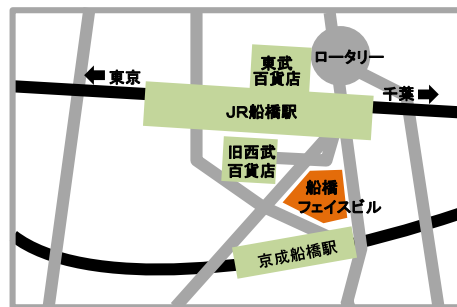 ロータリー
東武
百貨店
東京
千葉
JR船橋駅
旧西武
百貨店
船橋
フェイスビル
京成船橋駅